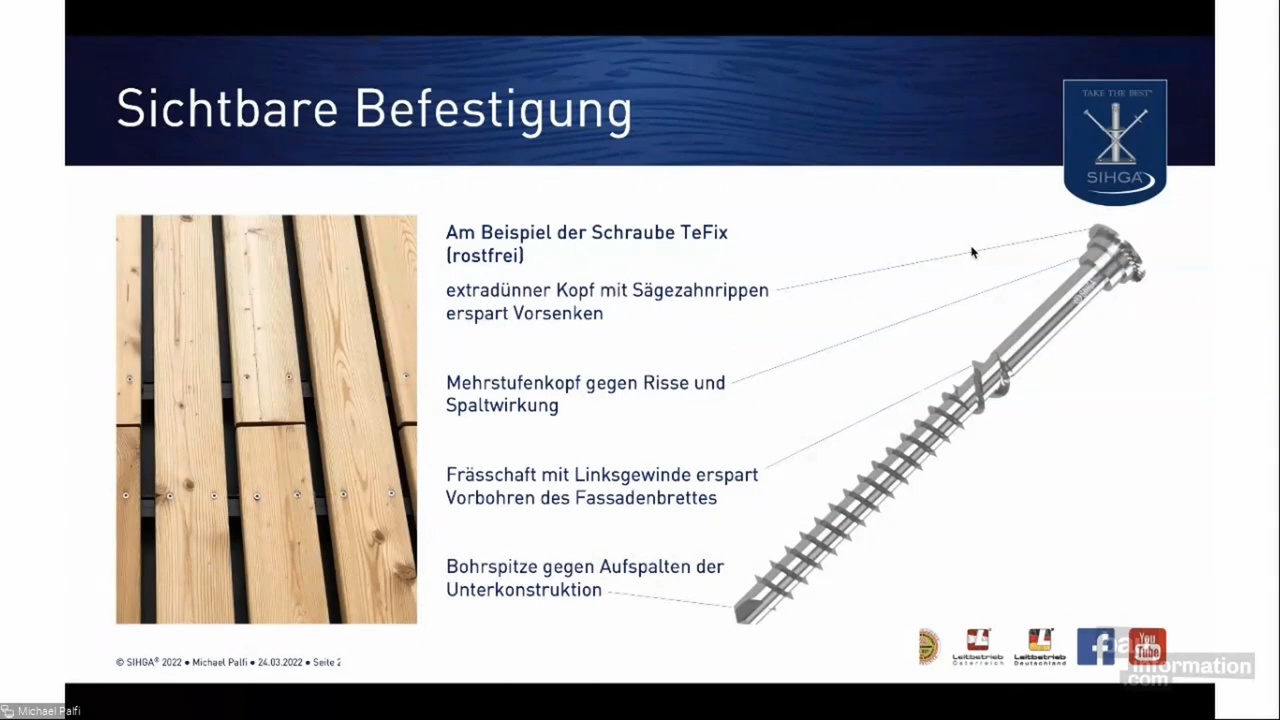 Sichtbare Befestigung
TAKE THE BEST®
SIHGA
Am Beispiel der Schraube TeFix
(rostfrei)
extradünner Kopf mit Sägezahnrippen
erspart Vorsenken
Mehrstufenkopf gegen Risse und
Spaltwirkung
Frässchaft mit Linksgewinde erspart
Vorbohren des Fassadenbrettes
Bohrspitze gegen Aufspalten der
Unterkonstruktion
© SIHGA® 2022 ● Michael Palfi ● 24.03.2022 ● Seite 2
Leitbetrieb
Österreich
Leitbetrieb
Deutschland
You
Tube
information
.com
Michael Palfi